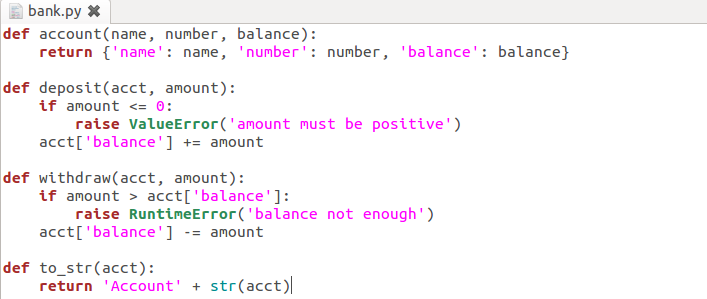 bank.py
def account(name, number, balance):
    return {'name': name, 'number': number, 'balance': balance}
def deposit(acct, amount):
    if amount <= 0:
        raise ValueError('amount must be positive')
    acct['balance'] += amount
def withdraw(acct, amount):
    if amount > acct['balance']:
        raise RuntimeError('balance not enough')
    acct['balance'] -= amount
def to_str(acct):
    return 'Account' + str(acct)